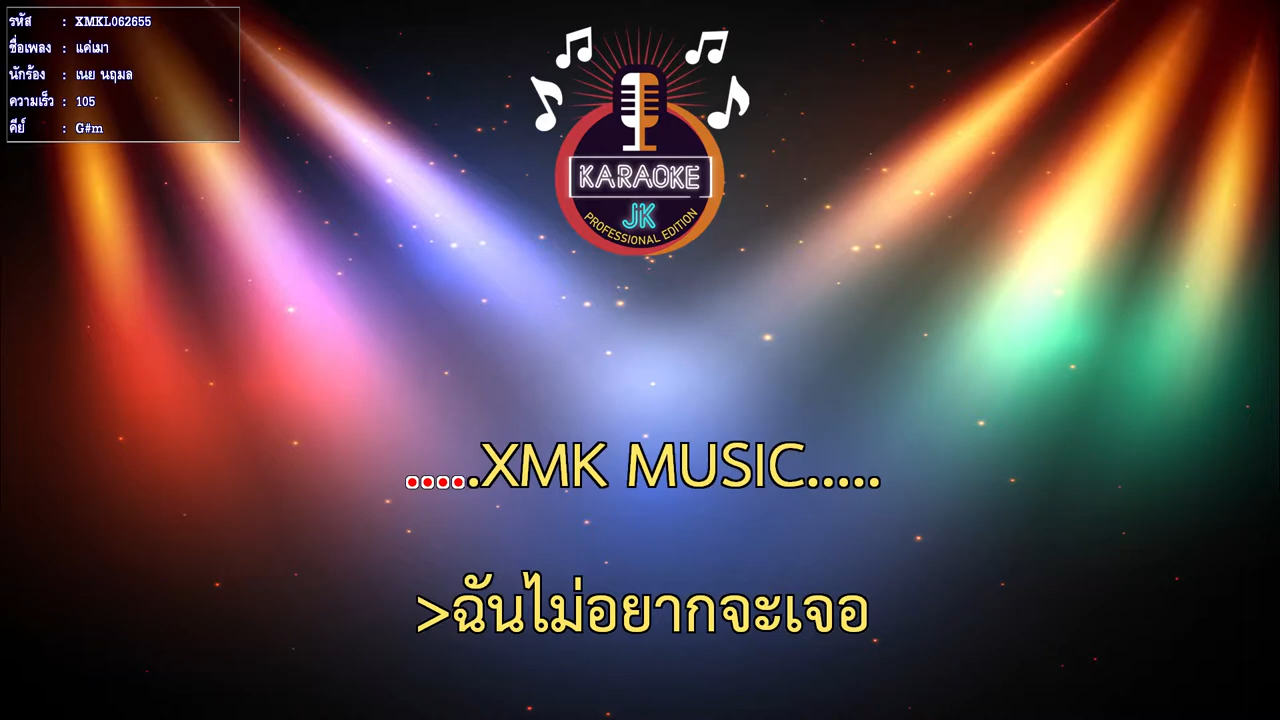 รหัส : XMKL062655
ชื่อเพลง : แค่เมา
นักร้อง : เนย นฤมล
ความเร็ว : 105
คีย์ : G#m
KARAOKE
JK
PROFESSIONAL EDITION
.....XMK MUSIC.....
>ฉันไม่อยากจะเจอ